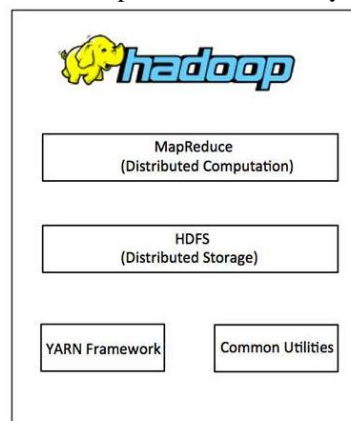 hadoop
MapReduce
(Distributed Computation)
HDFS
(Distributed Storage)
YARN Framework
Common Utilities